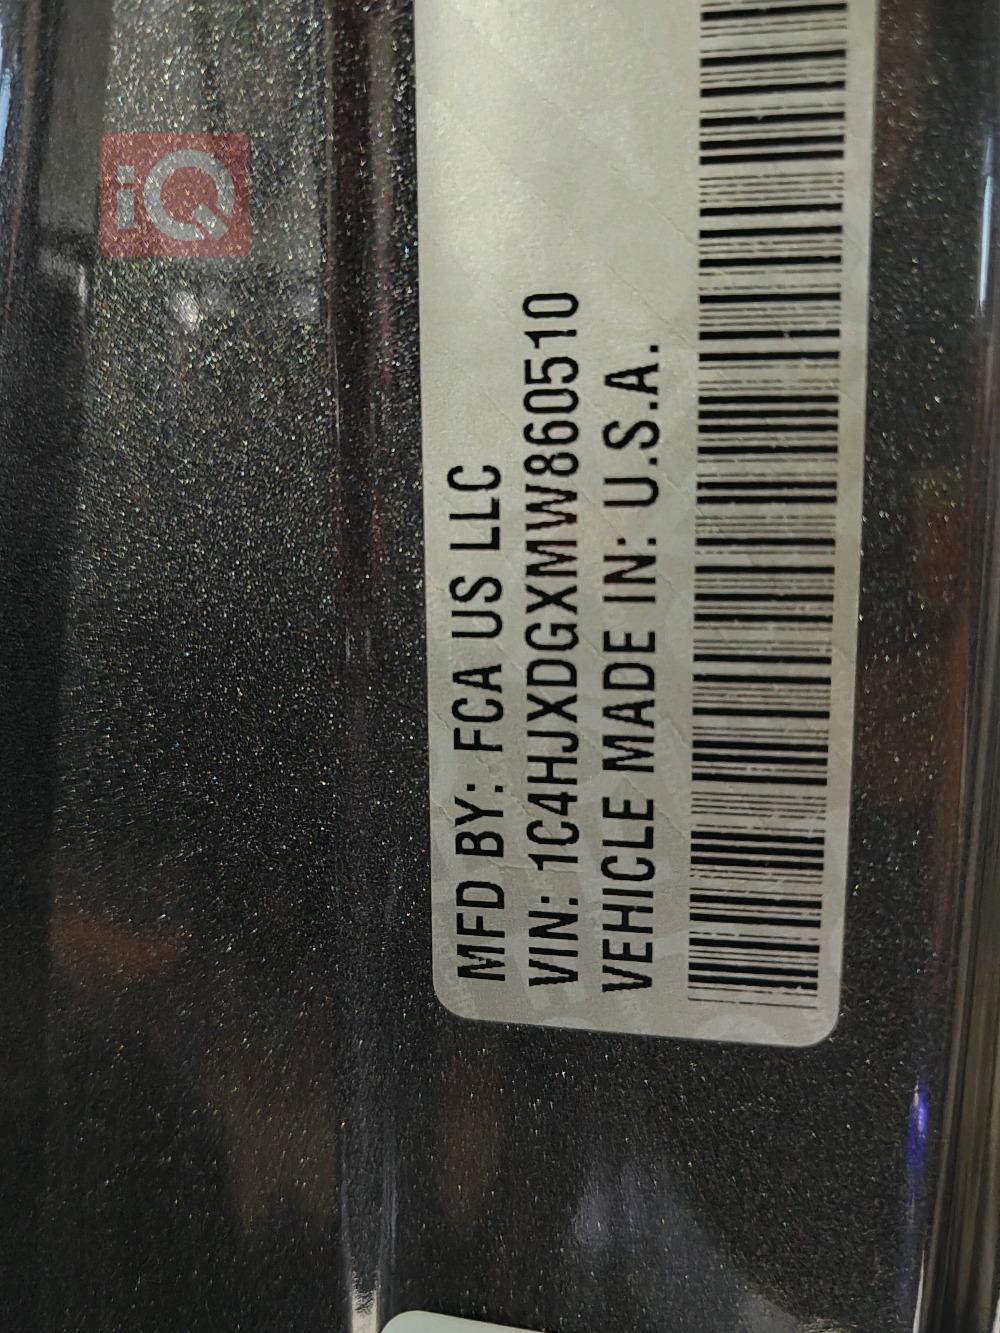 iQ
MFD BY: FCA US LLC
VIN: 1C4HJXDGXMW860510
VEHICLE MADE IN: U.S.A.